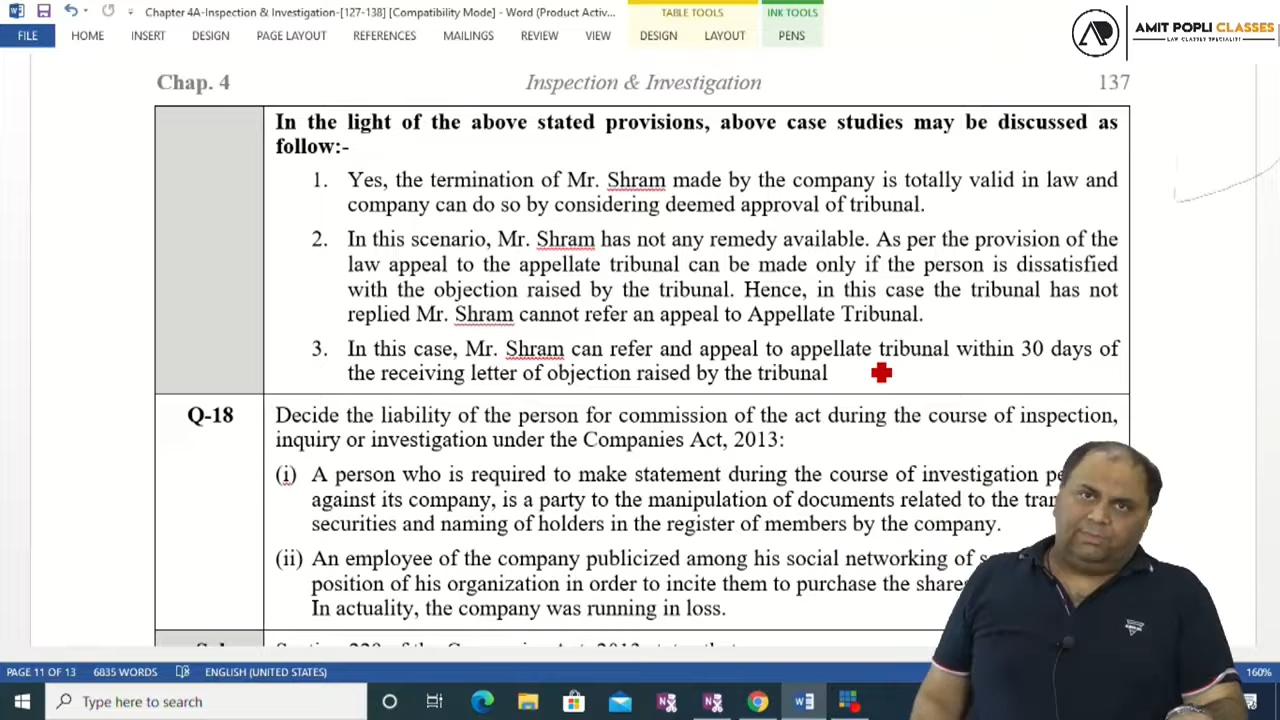 Chapter 4A-Inspection & Investigation-[127-138] [Compatibility Mode] - Word (Product Activ...
TABLE TOOLS
INK TOOLS
FILE HOME INSERT DESIGN PAGE LAYOUT REFERENCES MAILINGS REVIEW VIEW DESIGN LAYOUT PENS
AMIT POPLI CLASSES
LAW CLASSES SPECIALITY
Chap. 4 Inspection & Investigation 137
In the light of the above stated provisions, above case studies may be discussed as
follow:-
1. Yes, the termination of Mr. Shram made by the company is totally valid in law and
company can do so by considering deemed approval of tribunal.
2. In this scenario, Mr. Shram has not any remedy available. As per the provision of the
law appeal to the appellate tribunal can be made only if the person is dissatisfied
with the objection raised by the tribunal. Hence, in this case the tribunal has not
replied Mr. Shram cannot refer an appeal to Appellate Tribunal.
3. In this case, Mr. Shram can refer and appeal to appellate tribunal within 30 days of
the receiving letter of objection raised by the tribunal
Q-18 Decide the liability of the person for commission of the act during the course of inspection,
inquiry or investigation under the Companies Act, 2013:
(i) A person who is required to make statement during the course of investigation
against its company, is a party to the manipulation of documents related to the
securities and naming of holders in the register of members by the company.
(ii) An employee of the company publicized among his social networking of
position of his organization in order to incite them to purchase the
In actuality, the company was running in loss.
Section 229 of the Companies Act, 2013 states that
PAGE 11 OF 13 6835 WORDS ENGLISH (UNITED STATES) 160%
Type here to search